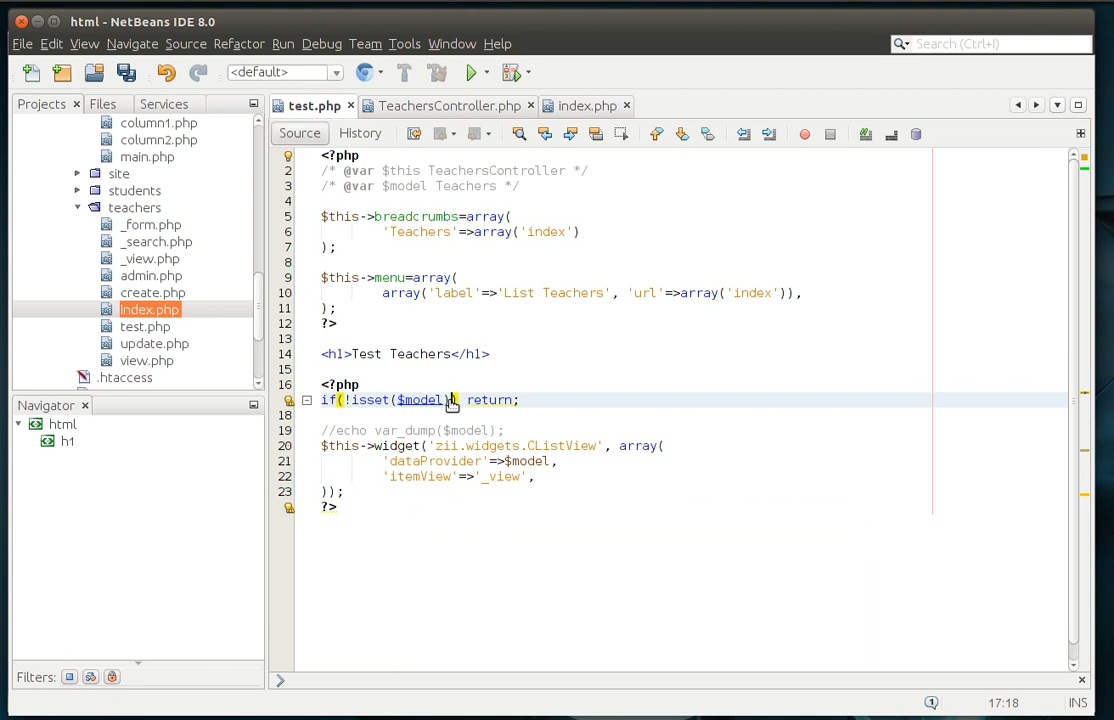 html - NetBeans IDE 8.0
File Edit View Navigate Source Refactor Run Debug Team Tools Window Help
Search (Ctrl+I)
<default>
Projects Files Services
column1.php
column2.php
main.php
site
students
teachers
_form.php
_search.php
_view.php
admin.php
create.php
index.php
test.php
update.php
view.php
.htaccess
Navigator
html
h1
Filters:
test.php TeachersController.php index.php
Source History
<?php
2 /* @var $this TeachersController */
3 /* @var $model Teachers */
4
5 $this->breadcrumbs=array(
6 'Teachers'=>array('index')
7 );
8
9 $this->menu=array(
10 array('label'=>'List Teachers', 'url'=>array('index')),
11 );
12 ?>
13
14 <h1>Test Teachers</h1>
15
16 <?php
if(!isset($model)) return;
18
19 //echo var_dump($model);
20 $this->widget('zii.widgets.CListView', array(
21 'dataProvider'=>$model,
22 'itemView'=>'_view',
23 ));
?>
17:18 INS